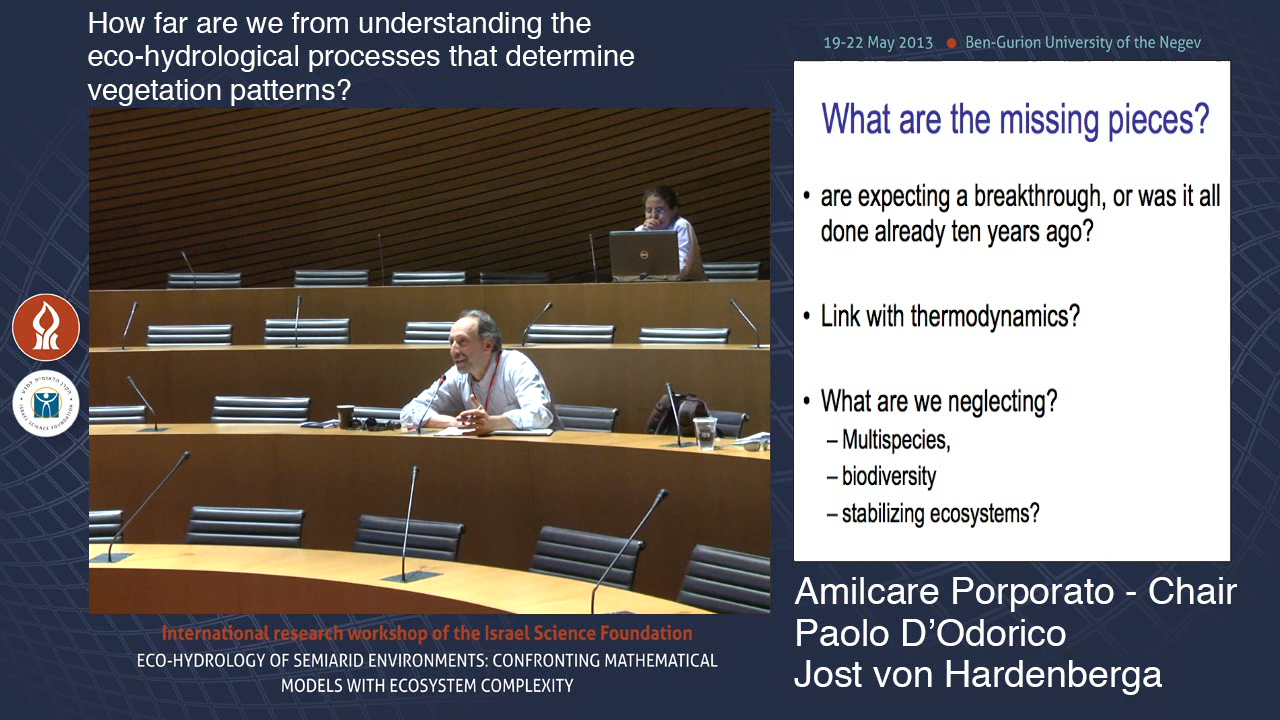 How far are we from understanding the
eco-hydrological processes that determine
vegetation patterns?
19-22 May 2013 ● Ben-Gurion University of the Negev
What are the missing pieces?
• are expecting a breakthrough, or was it all
done already ten years ago?
• Link with thermodynamics?
• What are we neglecting?
– Multispecies,
– biodiversity
– stabilizing ecosystems?
Amilcare Porporato - Chair
Paolo D’Odorico
Jost von Hardenberga
International research workshop of the Israel Science Foundation
ECO-HYDROLOGY OF SEMIARID ENVIRONMENTS: CONFRONTING MATHEMATICAL
MODELS WITH ECOSYSTEM COMPLEXITY
ISRAEL SCIENCE FOUNDATION